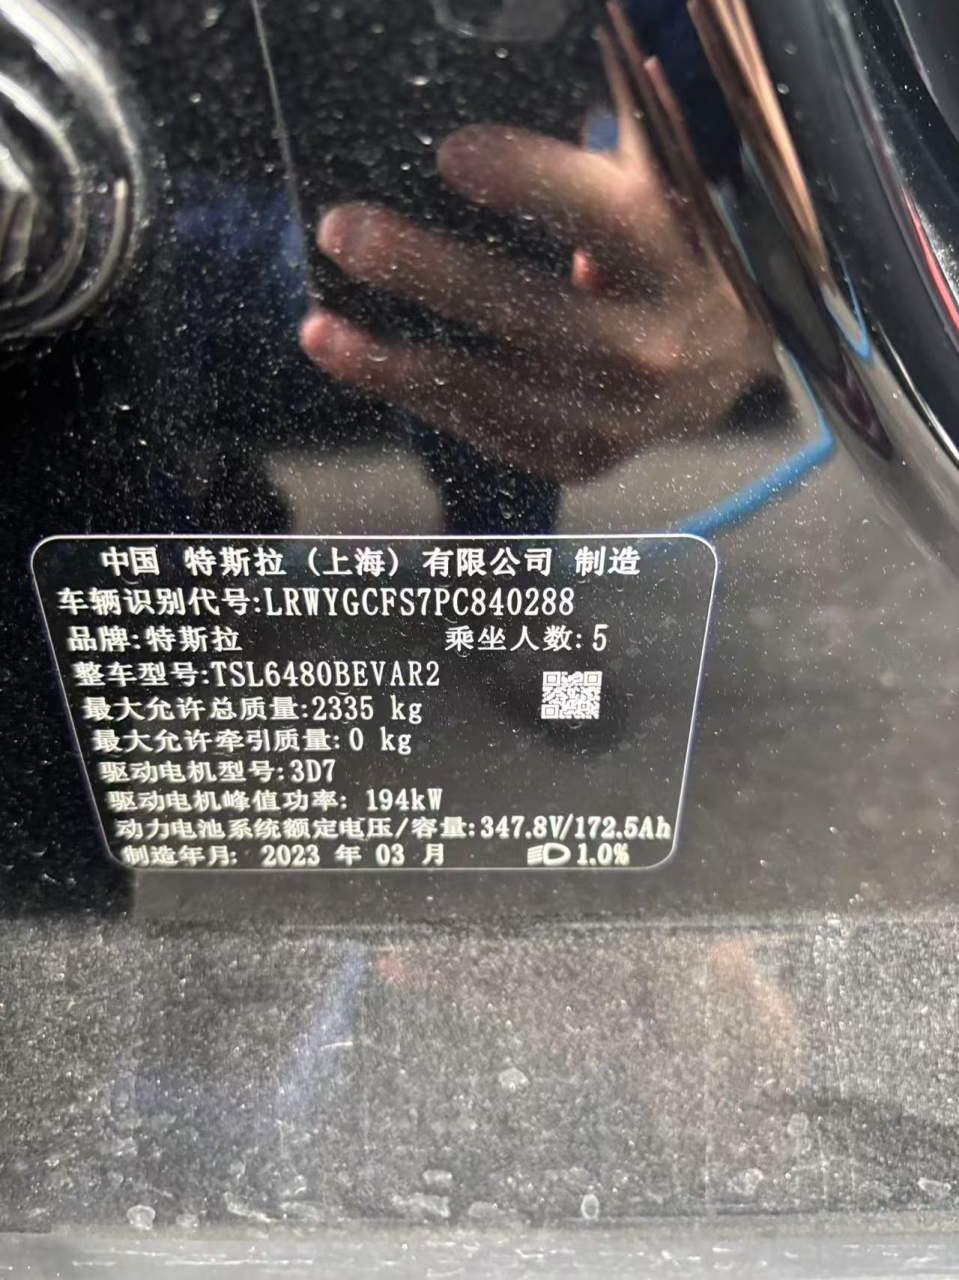 中国 特斯拉（上海）有限公司 制造
车辆识别代号:LRWYGCFS7PC840288
品牌:特斯拉 乘坐人数:5
整车型号:TSL6480BEVAR2
最大允许总质量:2335 kg
最大允许牵引质量:0 kg
驱动电机型号:3D7
驱动电机峰值功率: 194kW
动力电池系统额定电压/容量:347.8V/172.5Ah
制造年月: 2023 年 03 月 1.0%